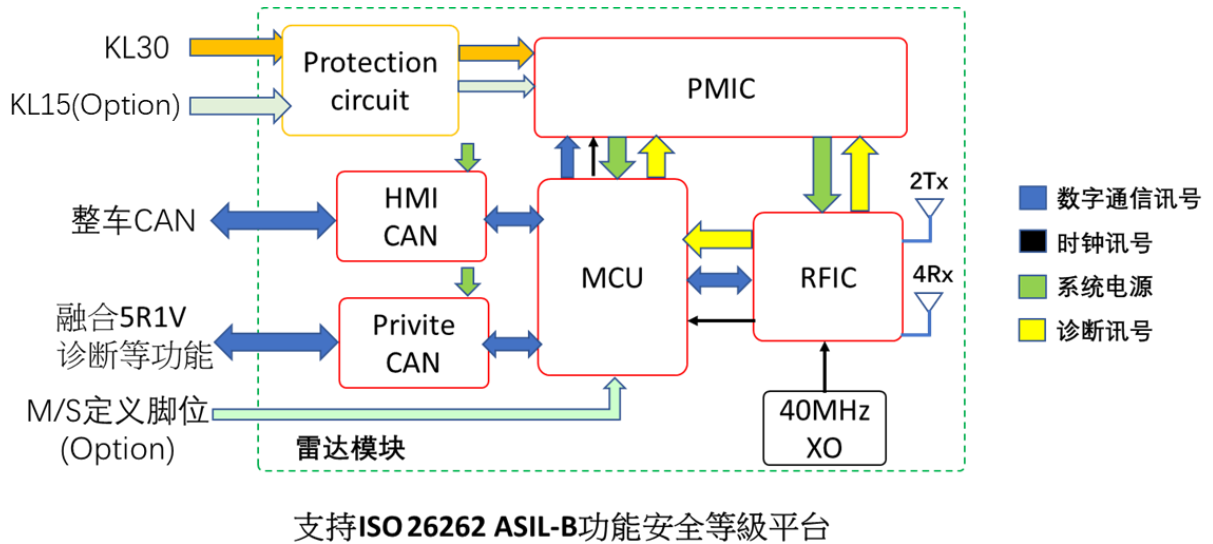 KL30
KL15(Option)
Protection
circuit
PMIC
整车CAN
HMI
CAN
MCU
RFIC
2Tx
4Rx
融合5R1V
诊断等功能
Privite
CAN
M/S定义脚位
(Option)
雷达模块
40MHz
XO
数字通信讯号
时钟讯号
系统电源
诊断讯号
支持ISO 26262 ASIL-B功能安全等級平台